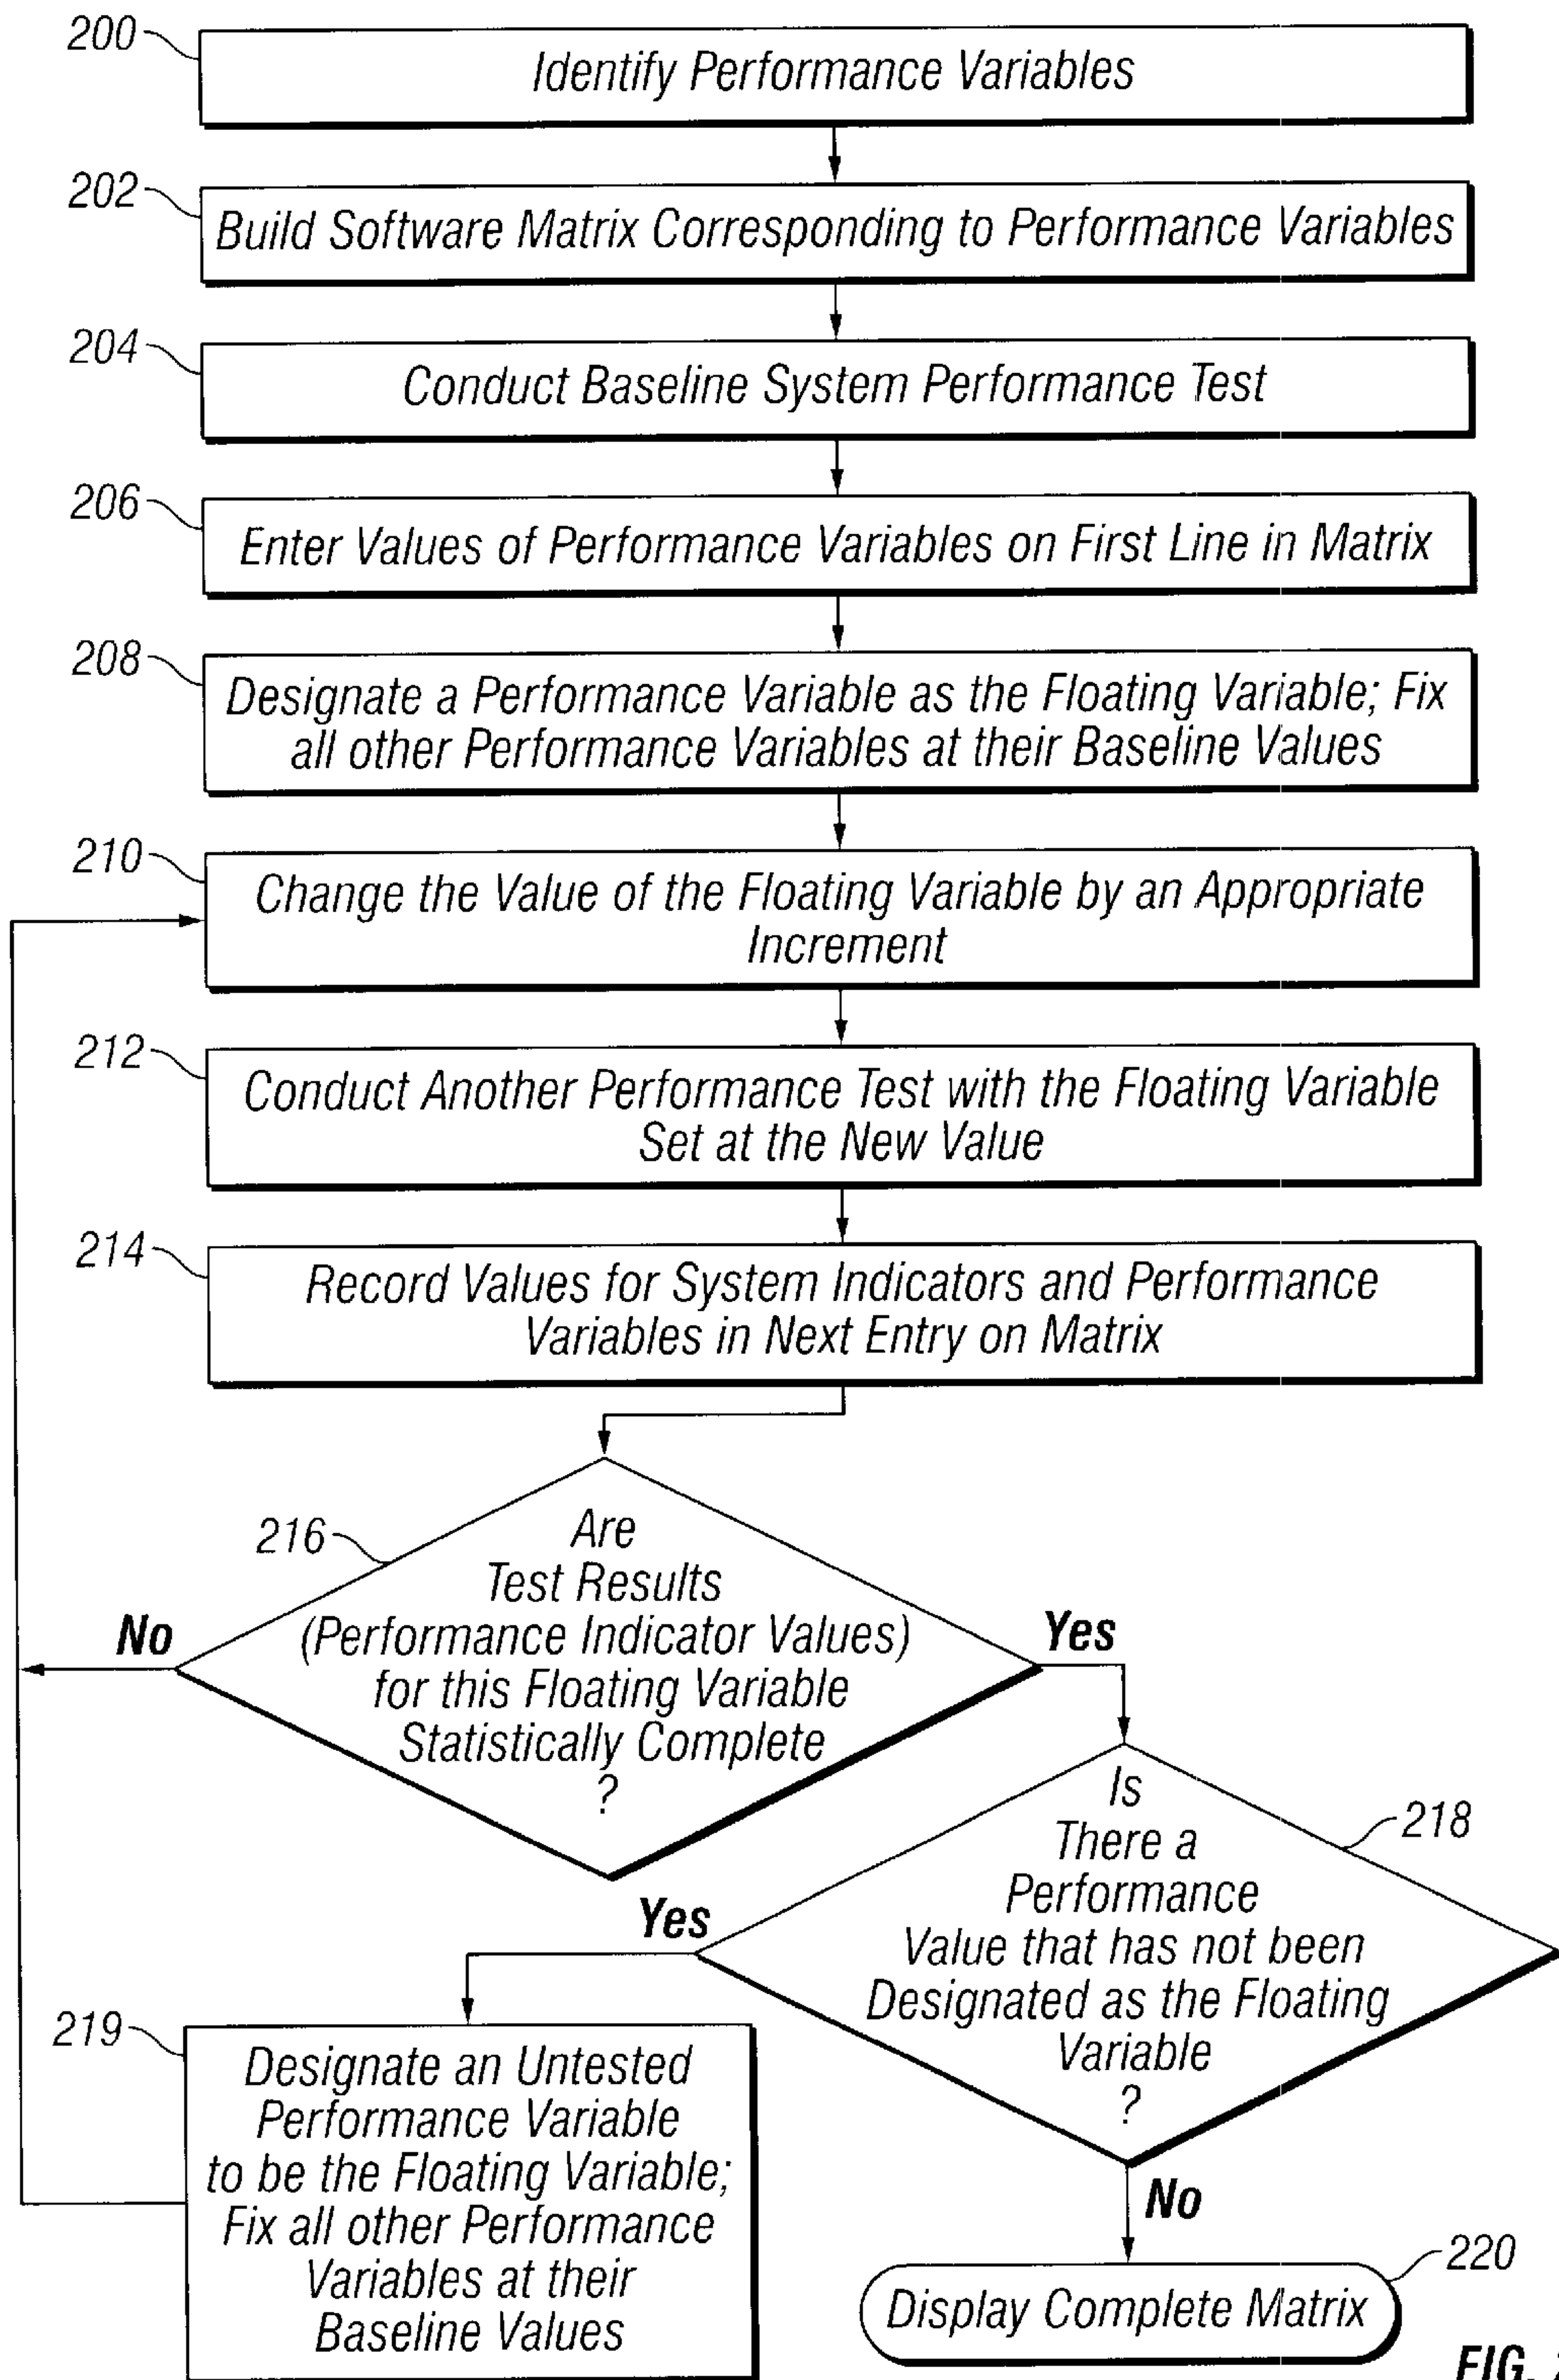 200
Identify Performance Variables
202
Build Software Matrix Corresponding to Performance Variables
204
Conduct Baseline System Performance Test
206
Enter Values of Performance Variables on First Line in Matrix
208
Designate a Performance Variable as the Floating Variable; Fix
all other Performance Variables at their Baseline Values
210
Change the Value of the Floating Variable by an Appropriate
Increment
212
Conduct Another Performance Test with the Floating Variable
Set at the New Value
214
Record Values for System Indicators and Performance
Variables in Next Entry on Matrix
216
Are
Test Results
(Performance Indicator Values)
for this Floating Variable
Statistically Complete
?
No
Yes
218
Is
There a
Performance
Value that has not been
Designated as the Floating
Variable
?
Yes
219
Designate an Untested
Performance Variable
to be the Floating Variable;
Fix all other Performance
Variables at their
Baseline Values
No
220
Display Complete Matrix
FIG.